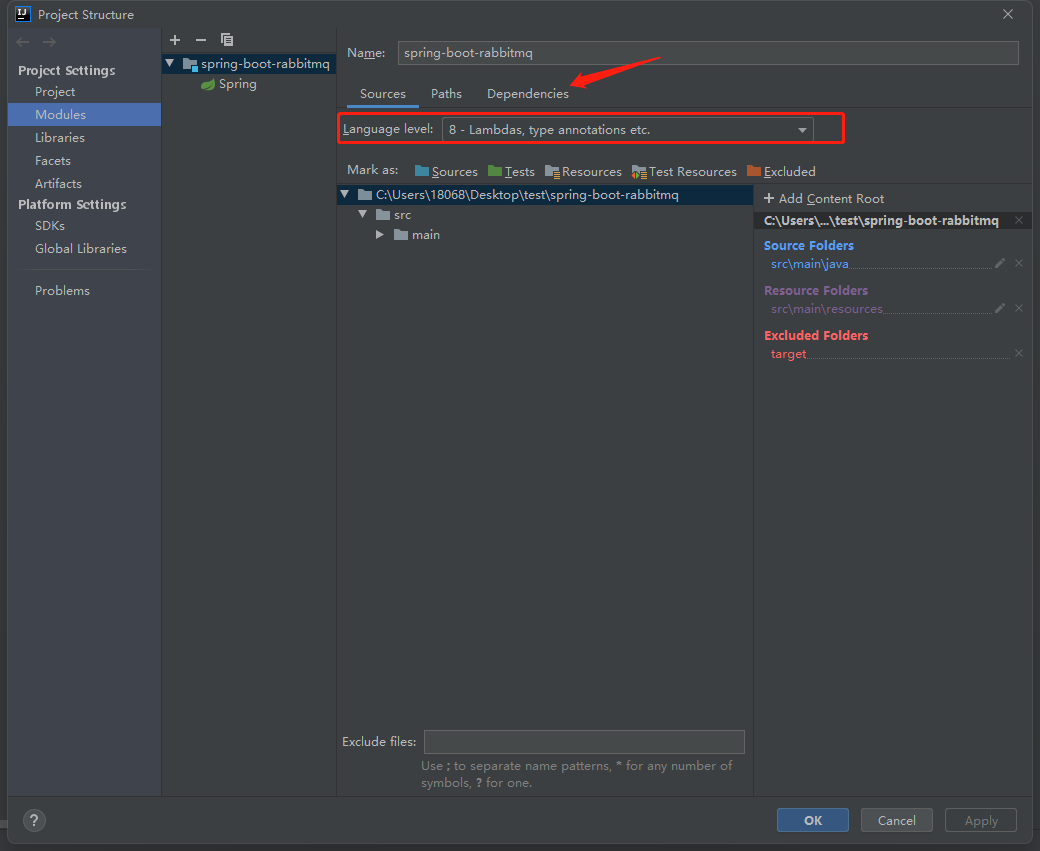 Project Structure
Project Settings
Project
Modules
Libraries
Facets
Artifacts
Platform Settings
SDKs
Global Libraries
Problems
spring-boot-rabbitmq
Spring
Name: spring-boot-rabbitmq
Sources Paths Dependencies
Language level: 8 - Lambdas, type annotations etc.
Mark as: Sources Tests Resources Test Resources Excluded
C:\Users\18068\Desktop\test\spring-boot-rabbitmq
src
main
+ Add Content Root
C:\Users\...\test\spring-boot-rabbitmq
Source Folders
src\main\java
Resource Folders
src\main\resources
Excluded Folders
target
Exclude files:
Use ; to separate name patterns, * for any number of
symbols, ? for one.
?
OK Cancel Apply